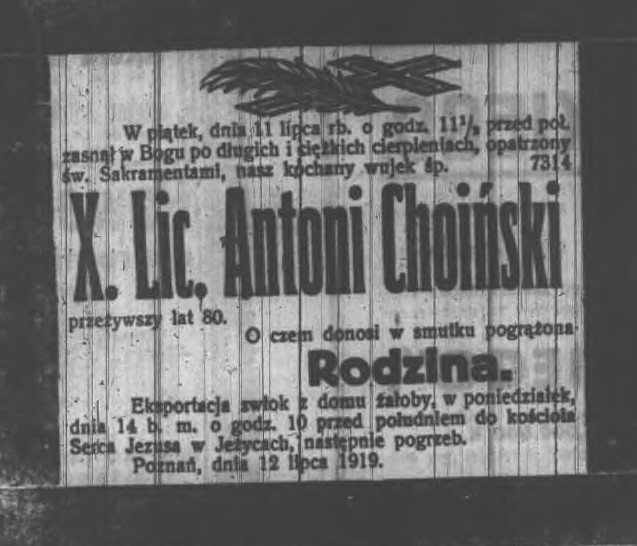 W piątek, dnia 11 lipca rb. o godz. 11½ przed poł.
zasnął w Bogu po długich i ciężkich cierpieniach, opatrzony
św. Sakramentami, nasz kochany wujek śp. 7314
X. Lic. Antoni Choiński
przeżywszy lat 80.
O czem donosi w smutku pogrążona
Rodzina.
Eksportacja zwłok z domu żałoby, w poniedziałek,
dnia 14 b. m. o godz. 10 przed południem do kościoła
Serca Jezusa w Jeżycach, następnie pogrzeb.
Poznań, dnia 12 lipca 1919.